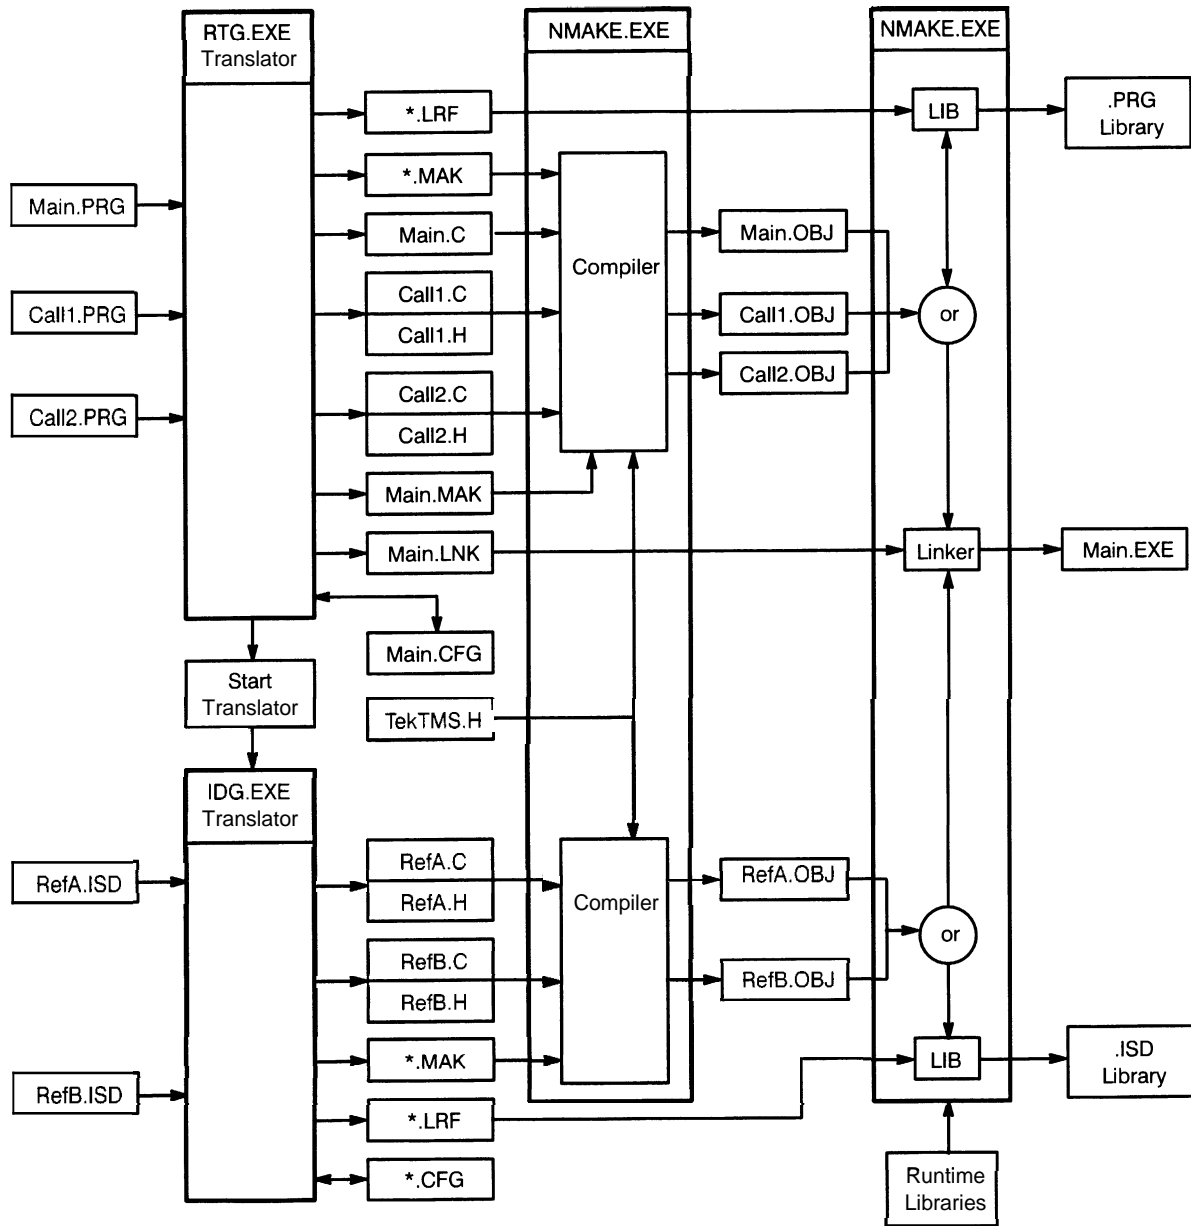 RTG.EXE
Translator
NMAKE.EXE
NMAKE.EXE
*.LRF
LIB
.PRG
Library
*.MAK
Main.PRG
Main.C
Main.OBJ
Compiler
Call1.PRG
Call1.C
Call1.H
Call1.OBJ
or
Call2.PRG
Call2.C
Call2.H
Call2.OBJ
Main.MAK
Main.LNK
Linker
Main.EXE
Main.CFG
Start
Translator
TekTMS.H
IDG.EXE
Translator
RefA.ISD
RefA.C
RefA.H
Compiler
RefA.OBJ
or
RefB.C
RefB.H
RefB.OBJ
*.MAK
LIB
.ISD
Library
RefB.ISD
*.LRF
*.CFG
Runtime
Libraries